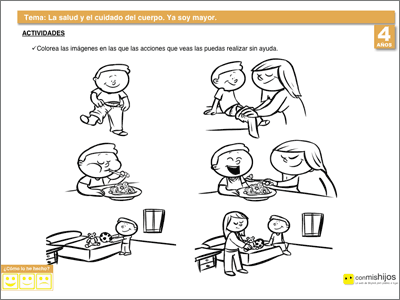 Tema: La salud y el cuidado del cuerpo. Ya soy mayor.
4
AÑOS
ACTIVIDADES
✓Colorea las imágenes en las que las acciones que veas las puedas realizar sin ayuda.
¿Cómo lo he hecho?
conmishijos